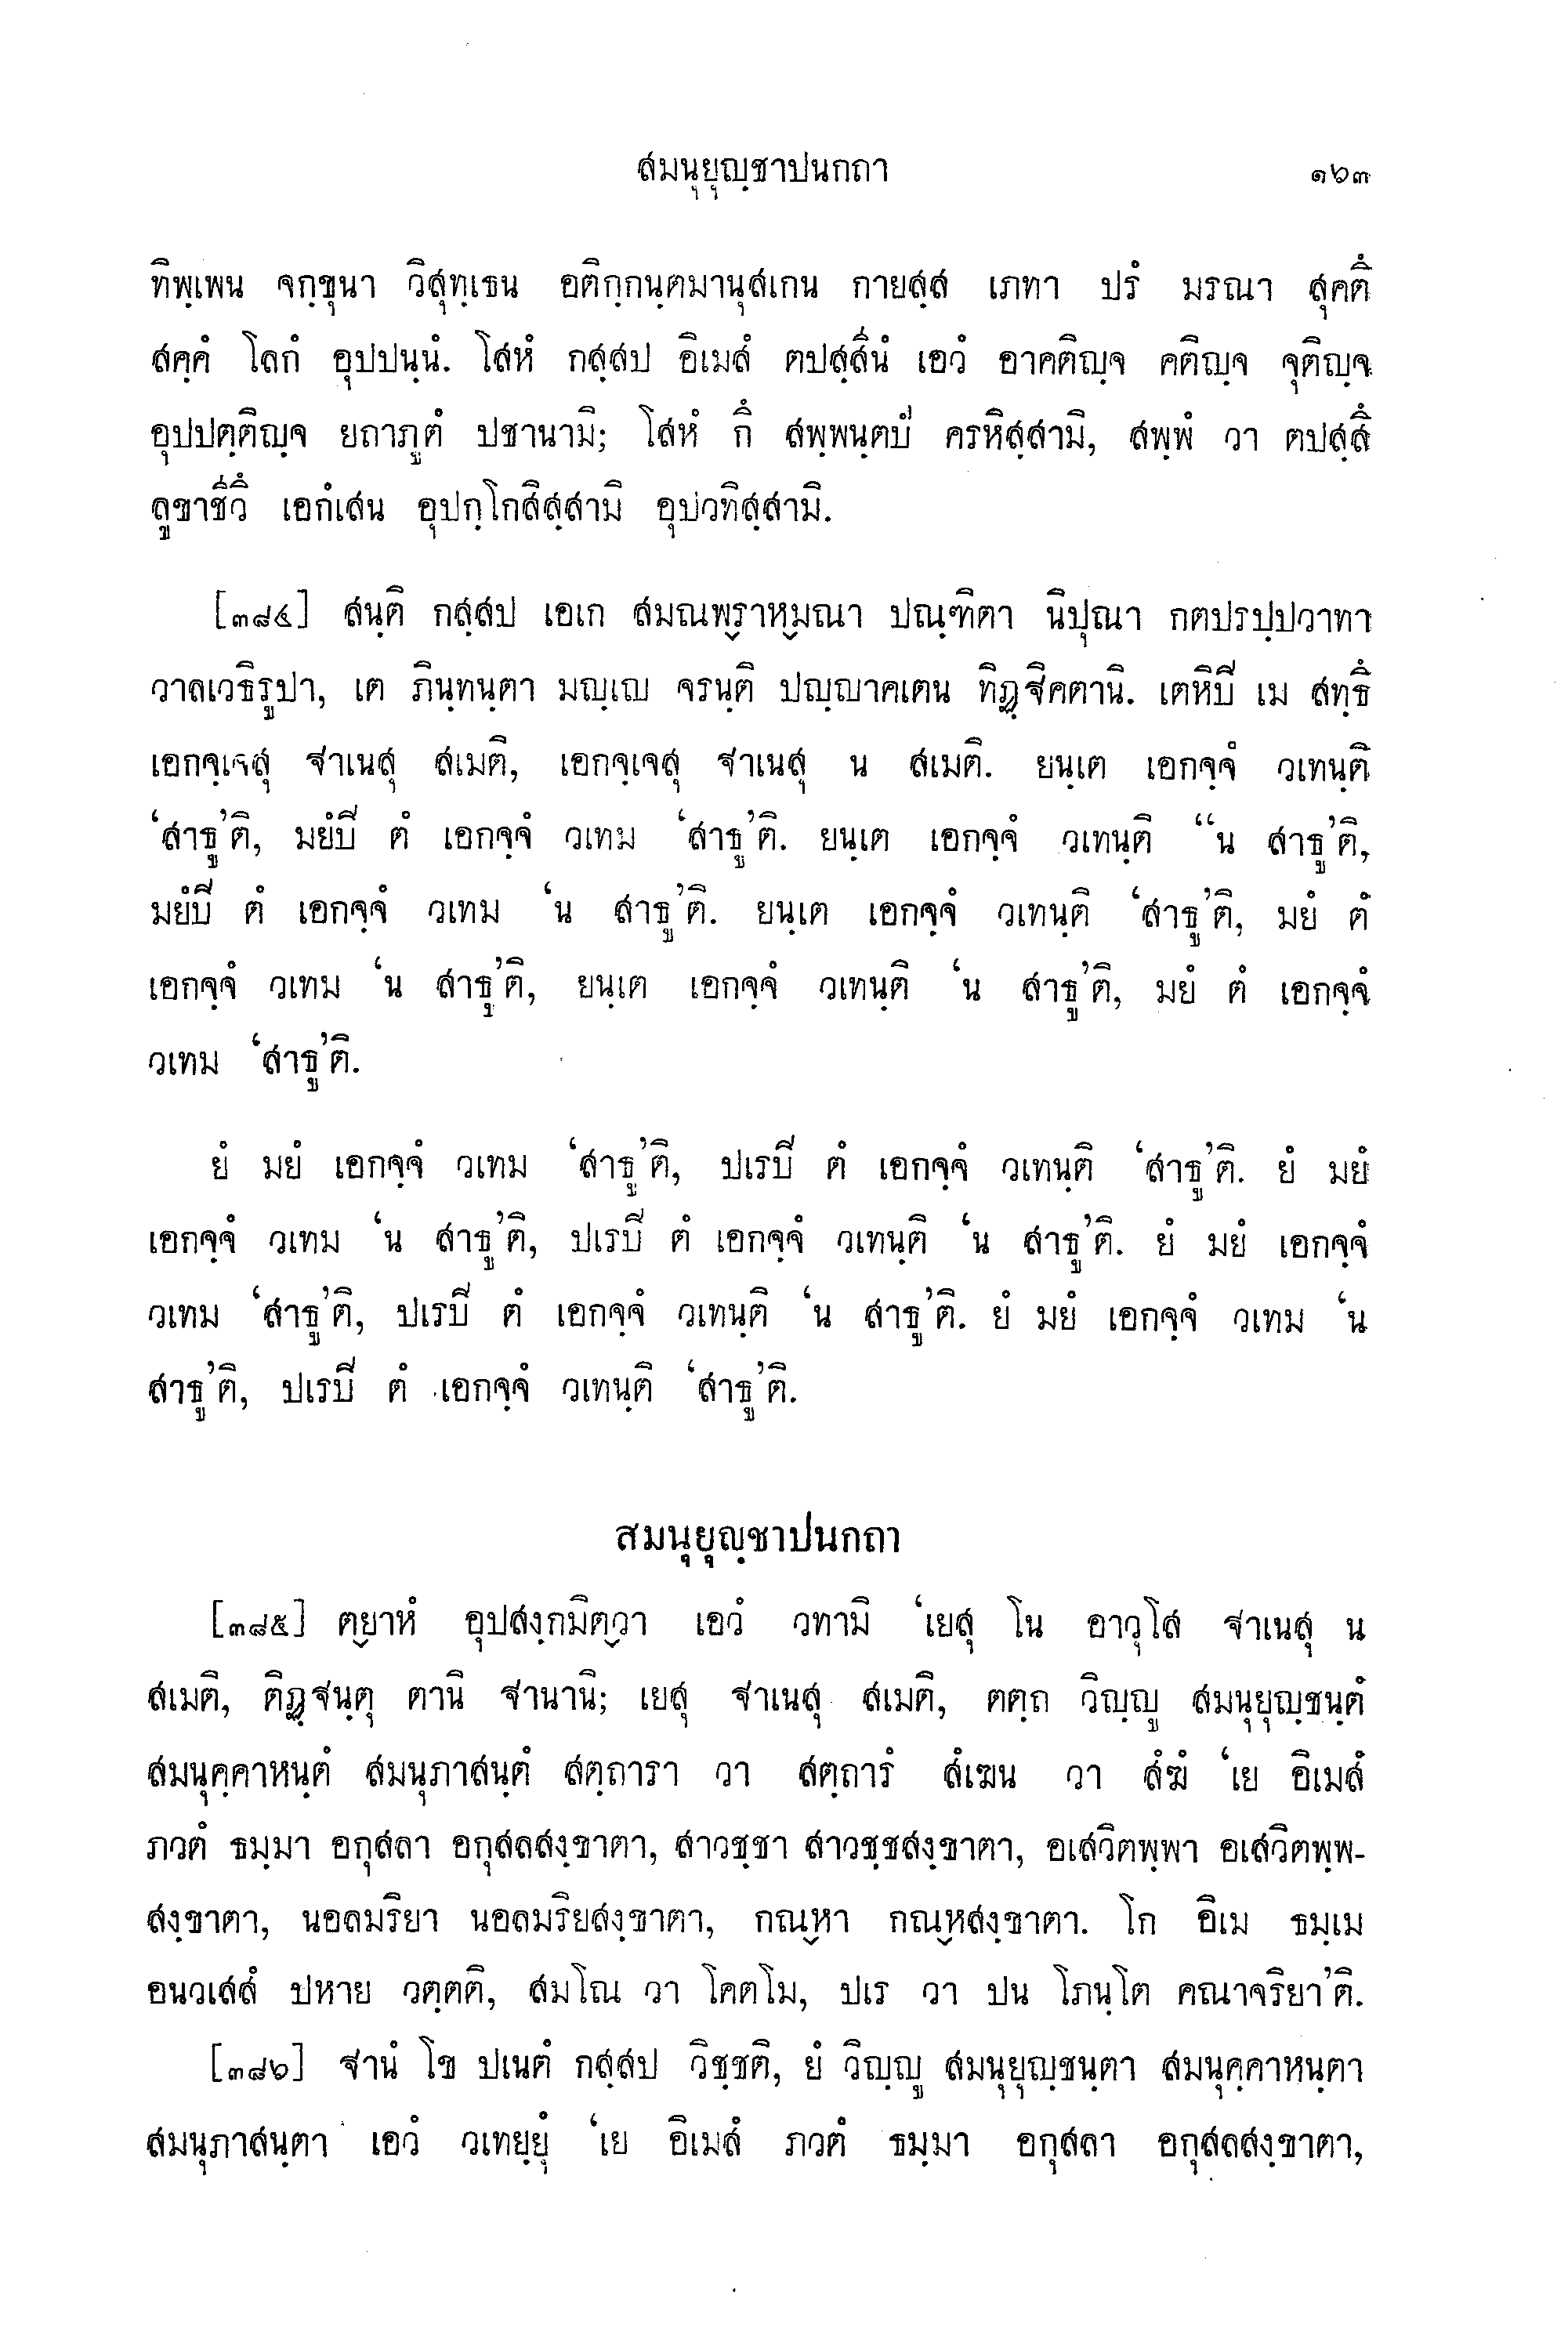 สมนุยุญฺชาปนกถา ๑๖๓
ทิพฺเพน จกฺขุนา วิสุทฺเธน อติกฺกนฺตมานุสเกน กายสฺส เภทา ปรํ มรณา สุคตึ
สคฺคํ โลกํ อุปปนฺนํ. โสหํ กสฺสป อิเมสํ ตปสฺสีนํ เอวํ อาคติญฺจ คติญฺจ จุติญฺจ
อุปปตฺติญฺจ ยถาภูตํ ปชานามิ; โสหํ กึ สพฺพนฺตปํ ครหิสฺสามิ, สพฺพํ วา ตปสฺสึ
ลูขาชีวึ เอกํเสน อุปกฺโกสิสฺสามิ อุปวทิสฺสามิ.
[๓๘๔] สนฺติ กสฺสป เอเก สมณพฺราหฺมณา ปณฺฑิตา นิปุณา กตปรปฺปวาทา
วาลเวธิรูปา, เต ภินฺทนฺตา มญฺเญ จรนฺติ ปญฺญาคเตน ทิฏฺฐิคตานิ. เตหิปิ เม สทฺธึ
เอกจฺเจสุ ฐาเนสุ สเมติ, เอกจฺเจสุ ฐาเนสุ น สเมติ. ยนฺเต เอกจฺจํ วเทนฺติ
‘สาธู’ติ, มยํปิ ตํ เอกจฺจํ วเทม ‘สาธู’ติ. ยนฺเต เอกจฺจํ วเทนฺติ “น สาธู’ติ,
มยํปิ ตํ เอกจฺจํ วเทม ‘น สาธู’ติ. ยนฺเต เอกจฺจํ วเทนฺติ ‘สาธู’ติ, มยํ ตํ
เอกจฺจํ วเทม ‘น สาธุ’ติ, ยนฺเต เอกจฺจํ วเทนฺติ ‘น สาธู’ติ, มยํ ตํ เอกจฺจํ
วเทม ‘สาธู’ติ.
ยํ มยํ เอกจฺจํ วเทม ‘สาธู’ติ, ปเรปิ ตํ เอกจฺจํ วเทนฺติ ‘สาธู’ติ. ยํ มยํ
เอกจฺจํ วเทม ‘น สาธู’ติ, ปเรปิ ตํ เอกจฺจํ วเทนฺติ ‘น สาธู’ติ. ยํ มยํ เอกจฺจํ
วเทม ‘สาธู’ติ, ปเรปิ ตํ เอกจฺจํ วเทนฺติ ‘น สาธู’ติ. ยํ มยํ เอกจฺจํ วเทม ‘น
สาธู’ติ, ปเรปิ ตํ เอกจฺจํ วเทนฺติ ‘สาธู’ติ.
สมนุยุญฺชาปนกถา
[๓๘๕] ตฺยาหํ อุปสงฺกมิตฺวา เอวํ วทามิ ‘เยสุ โน อาวุโส ฐาเนสุ น
สเมติ, ติฏฺฐนฺตุ ตานิ ฐานานิ; เยสุ ฐาเนสุ สเมติ, ตตฺถ วิญฺญู สมนุยุญฺชนฺตํ
สมนุคฺคาหนฺตํ สมนุภาสนฺตํ สตฺถารา วา สตฺถารํ สํเฆน วา สํฆํ ‘เย อิเมสํ
ภวตํ ธมฺมา อกุสลา อกุสลสงฺขาตา, สาวชฺชา สาวชฺชสงฺขาตา, อเสวิตพฺพา อเสวิตพฺพ-
สงฺขาตา, นอลมริยา นอลมริยสงฺขาตา, กณฺหา กณฺหสงฺขาตา. โก อิเม ธมฺเม
อนวเสสํ ปหาย วตฺตติ, สมโณ วา โคตโม, ปเร วา ปน โภนฺโต คณาจริยา’ติ.
[๓๘๖] ฐานํ โข ปเนตํ กสฺสป วิชฺชติ, ยํ วิญฺญู สมนุยุญฺชนฺตา สมนุคฺคาหนฺตา
สมนุภาสนฺตา เอวํ วเทยฺยุํ ‘เย อิเมสํ ภวตํ ธมฺมา อกุสลา อกุสลสงฺขาตา,